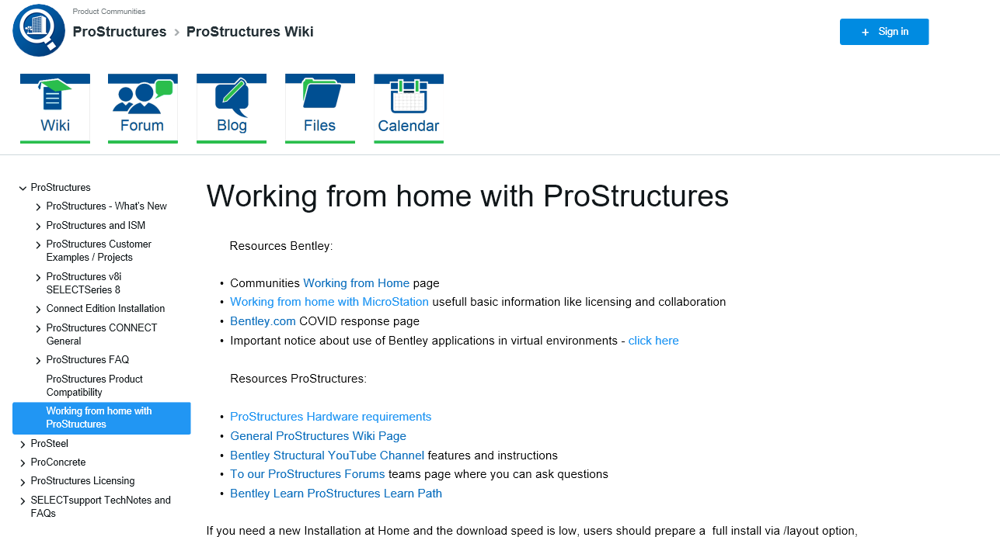 Product Communities
ProStructures > ProStructures Wiki
+ Sign in
Wiki
Forum
Blog
Files
Calendar
ProStructures
ProStructures - What's New
ProStructures and ISM
ProStructures Customer
Examples / Projects
ProStructures v8i
SELECTSeries 8
Connect Edition Installation
ProStructures CONNECT
General
ProStructures FAQ
ProStructures Product
Compatibility
Working from home with
ProStructures
ProSteel
ProConcrete
ProStructures Licensing
SELECTsupport TechNotes and
FAQs
Working from home with ProStructures
Resources Bentley:
• Communities Working from Home page
• Working from home with MicroStation usefull basic information like licensing and collaboration
• Bentley.com COVID response page
• Important notice about use of Bentley applications in virtual environments - click here
Resources ProStructures:
• ProStructures Hardware requirements
• General ProStructures Wiki Page
• Bentley Structural YouTube Channel features and instructions
• To our ProStructures Forums teams page where you can ask questions
• Bentley Learn ProStructures Learn Path
If you need a new Installation at Home and the download speed is low, users should prepare a full install via /layout option,